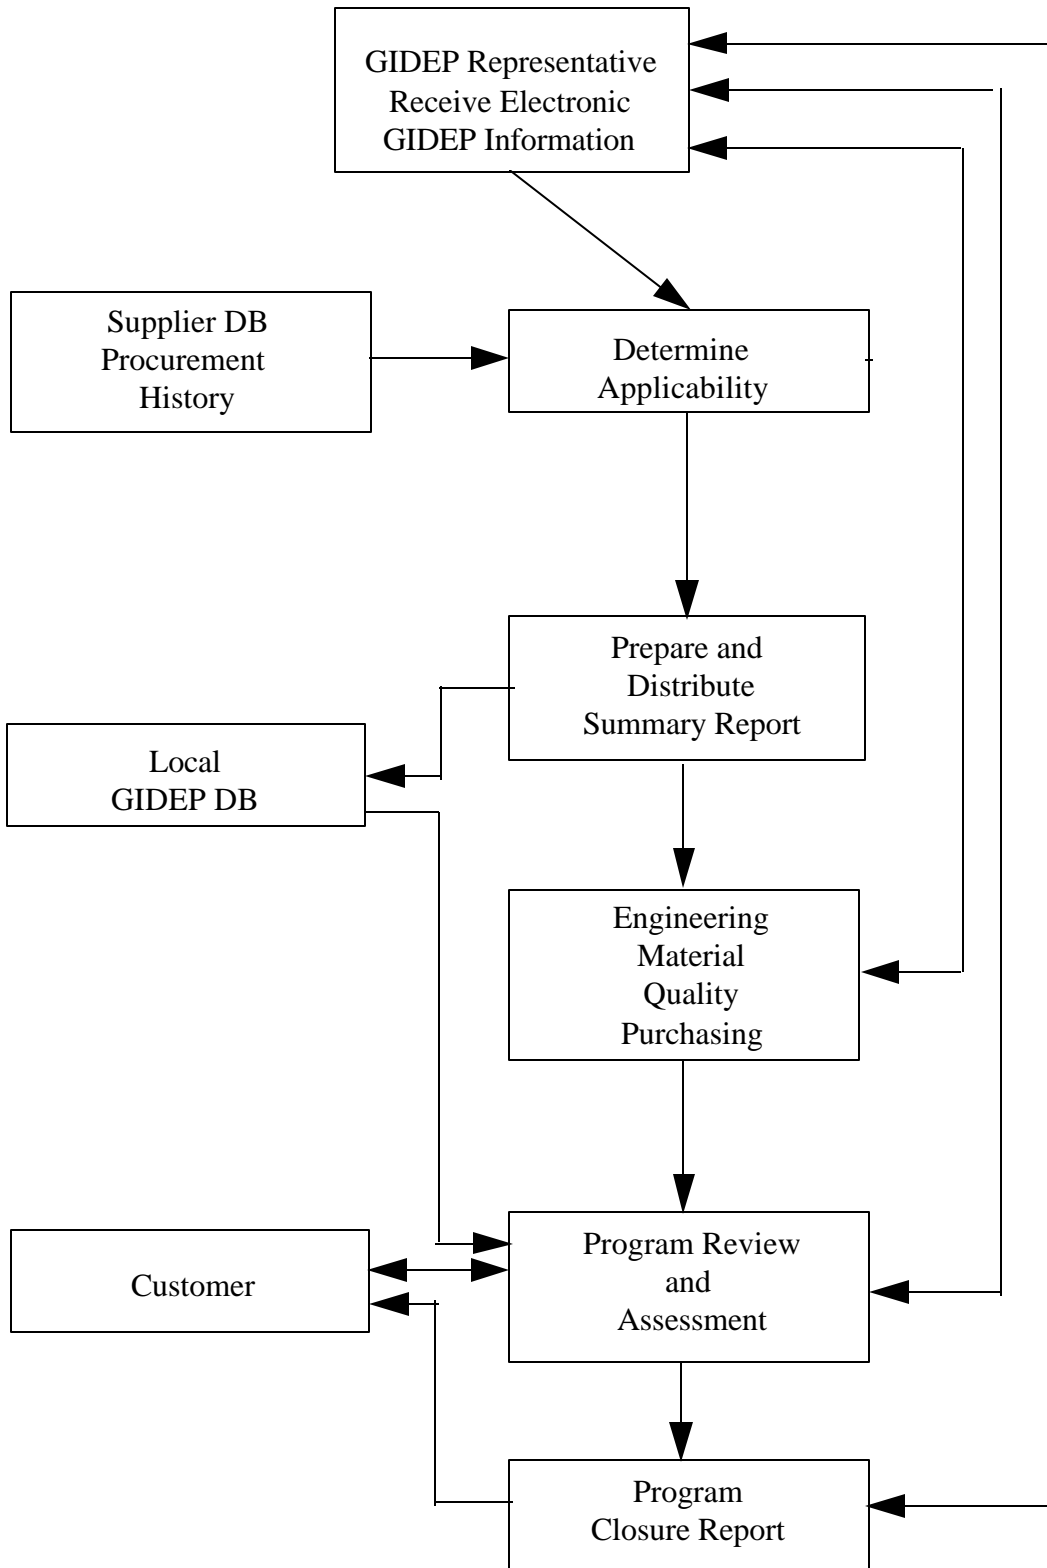 GIDEP Representative
Receive Electronic
GIDEP Information
Supplier DB
Procurement
History
Determine
Applicability
Prepare and
Distribute
Summary Report
Local
GIDEP DB
Engineering
Material
Quality
Purchasing
Customer
Program Review
and
Assessment
Program
Closure Report